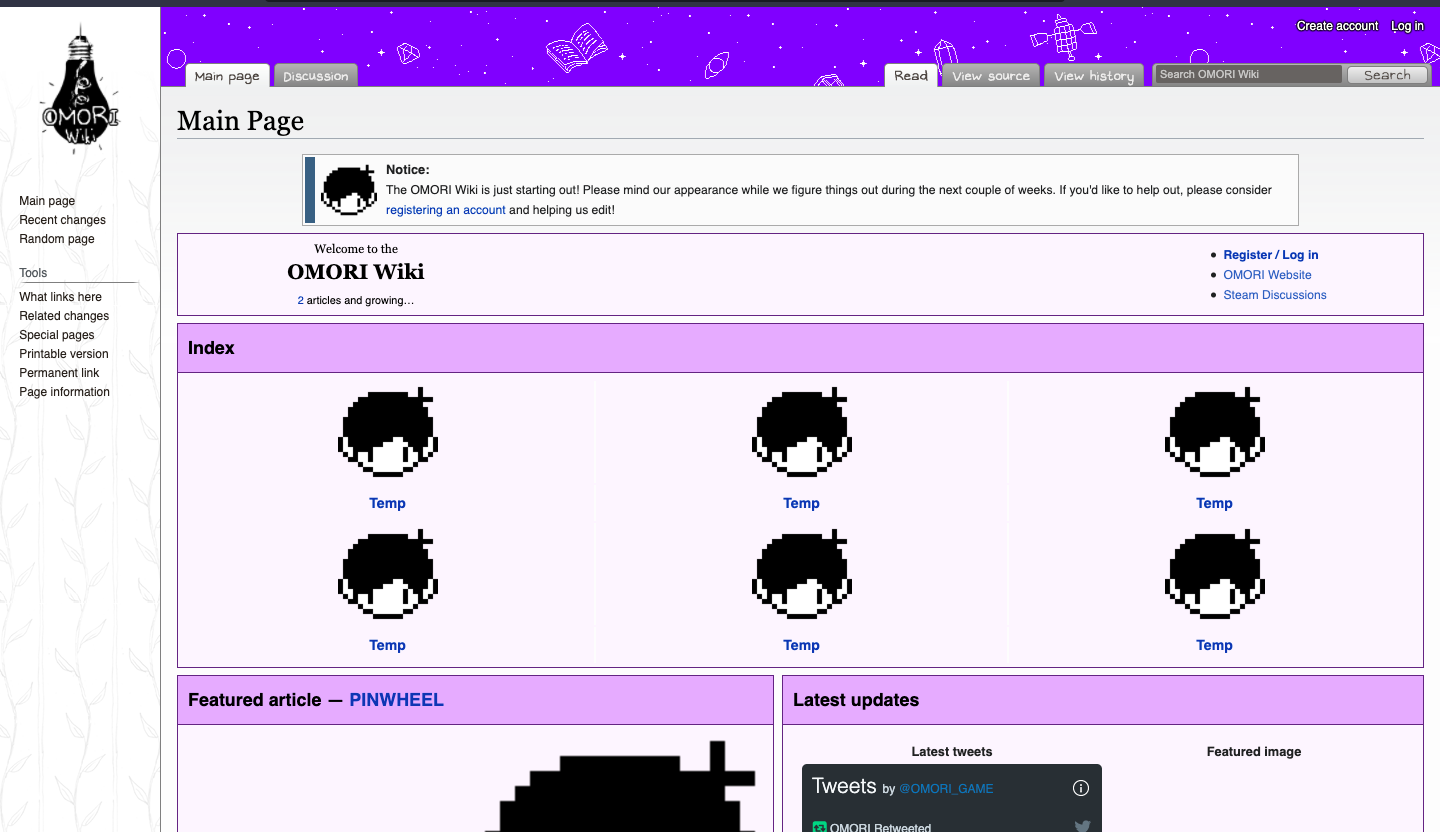 Create account Log in
Main page Discussion Read View source View history Search OMORI Wiki Search
OMORI
Wiki
Main page
Recent changes
Random page
Tools
What links here
Related changes
Special pages
Printable version
Permanent link
Page information
Main Page
Notice:
The OMORI Wiki is just starting out! Please mind our appearance while we figure things out during the next couple of weeks. If you'd like to help out, please consider
registering an account and helping us edit!
Welcome to the
OMORI Wiki
2 articles and growing…
Register / Log in
OMORI Website
Steam Discussions
Index
Temp Temp Temp
Temp Temp Temp
Featured article — PINWHEEL
Latest updates
Latest tweets Featured image
Tweets by @OMORI_GAME
OMORI Retweeted